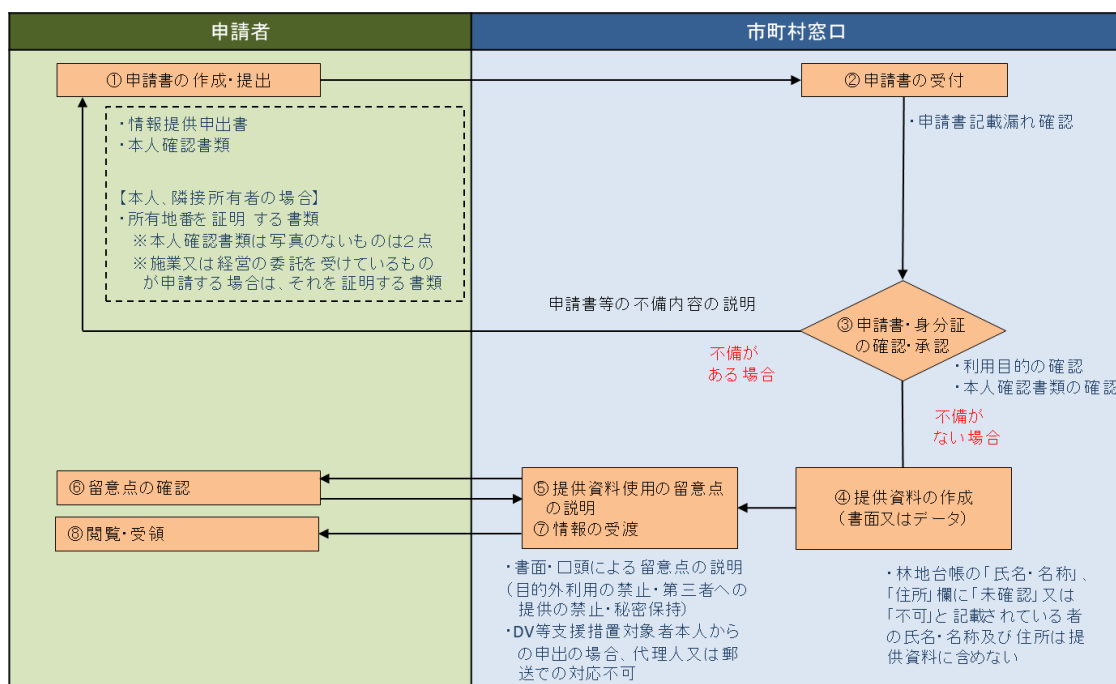 申請者
市町村窓口
①申請書の作成・提出
②申請書の受付
・情報提供申出書
・本人確認書類
【本人、隣接所有者の場合】
・所有地番を証明する書類
※本人確認書類は写真のないものは2点
※施業又は経営の委託を受けているもの
が申請する場合は、それを証明する書類
・申請書記載漏れ確認
申請書等の不備内容の説明
③申請書・身分証
の確認・承認
不備が
ある場合
・利用目的の確認
・本人確認書類の確認
不備が
ない場合
⑥留意点の確認
⑤提供資料使用の留意点
の説明
⑦情報の受渡
④提供資料の作成
(書面又はデータ)
⑧閲覧・受領
・書面・口頭による留意点の説明
(目的外利用の禁止・第三者への
提供の禁止・秘密保持)
・DV等支援措置対象者本人から
の申出の場合、代理人又は郵
送での対応不可
・林地台帳の「氏名・名称」、
「住所」欄に「未確認」又は
「不可」と記載されている者
の氏名・名称及び住所は提
供資料に含めない